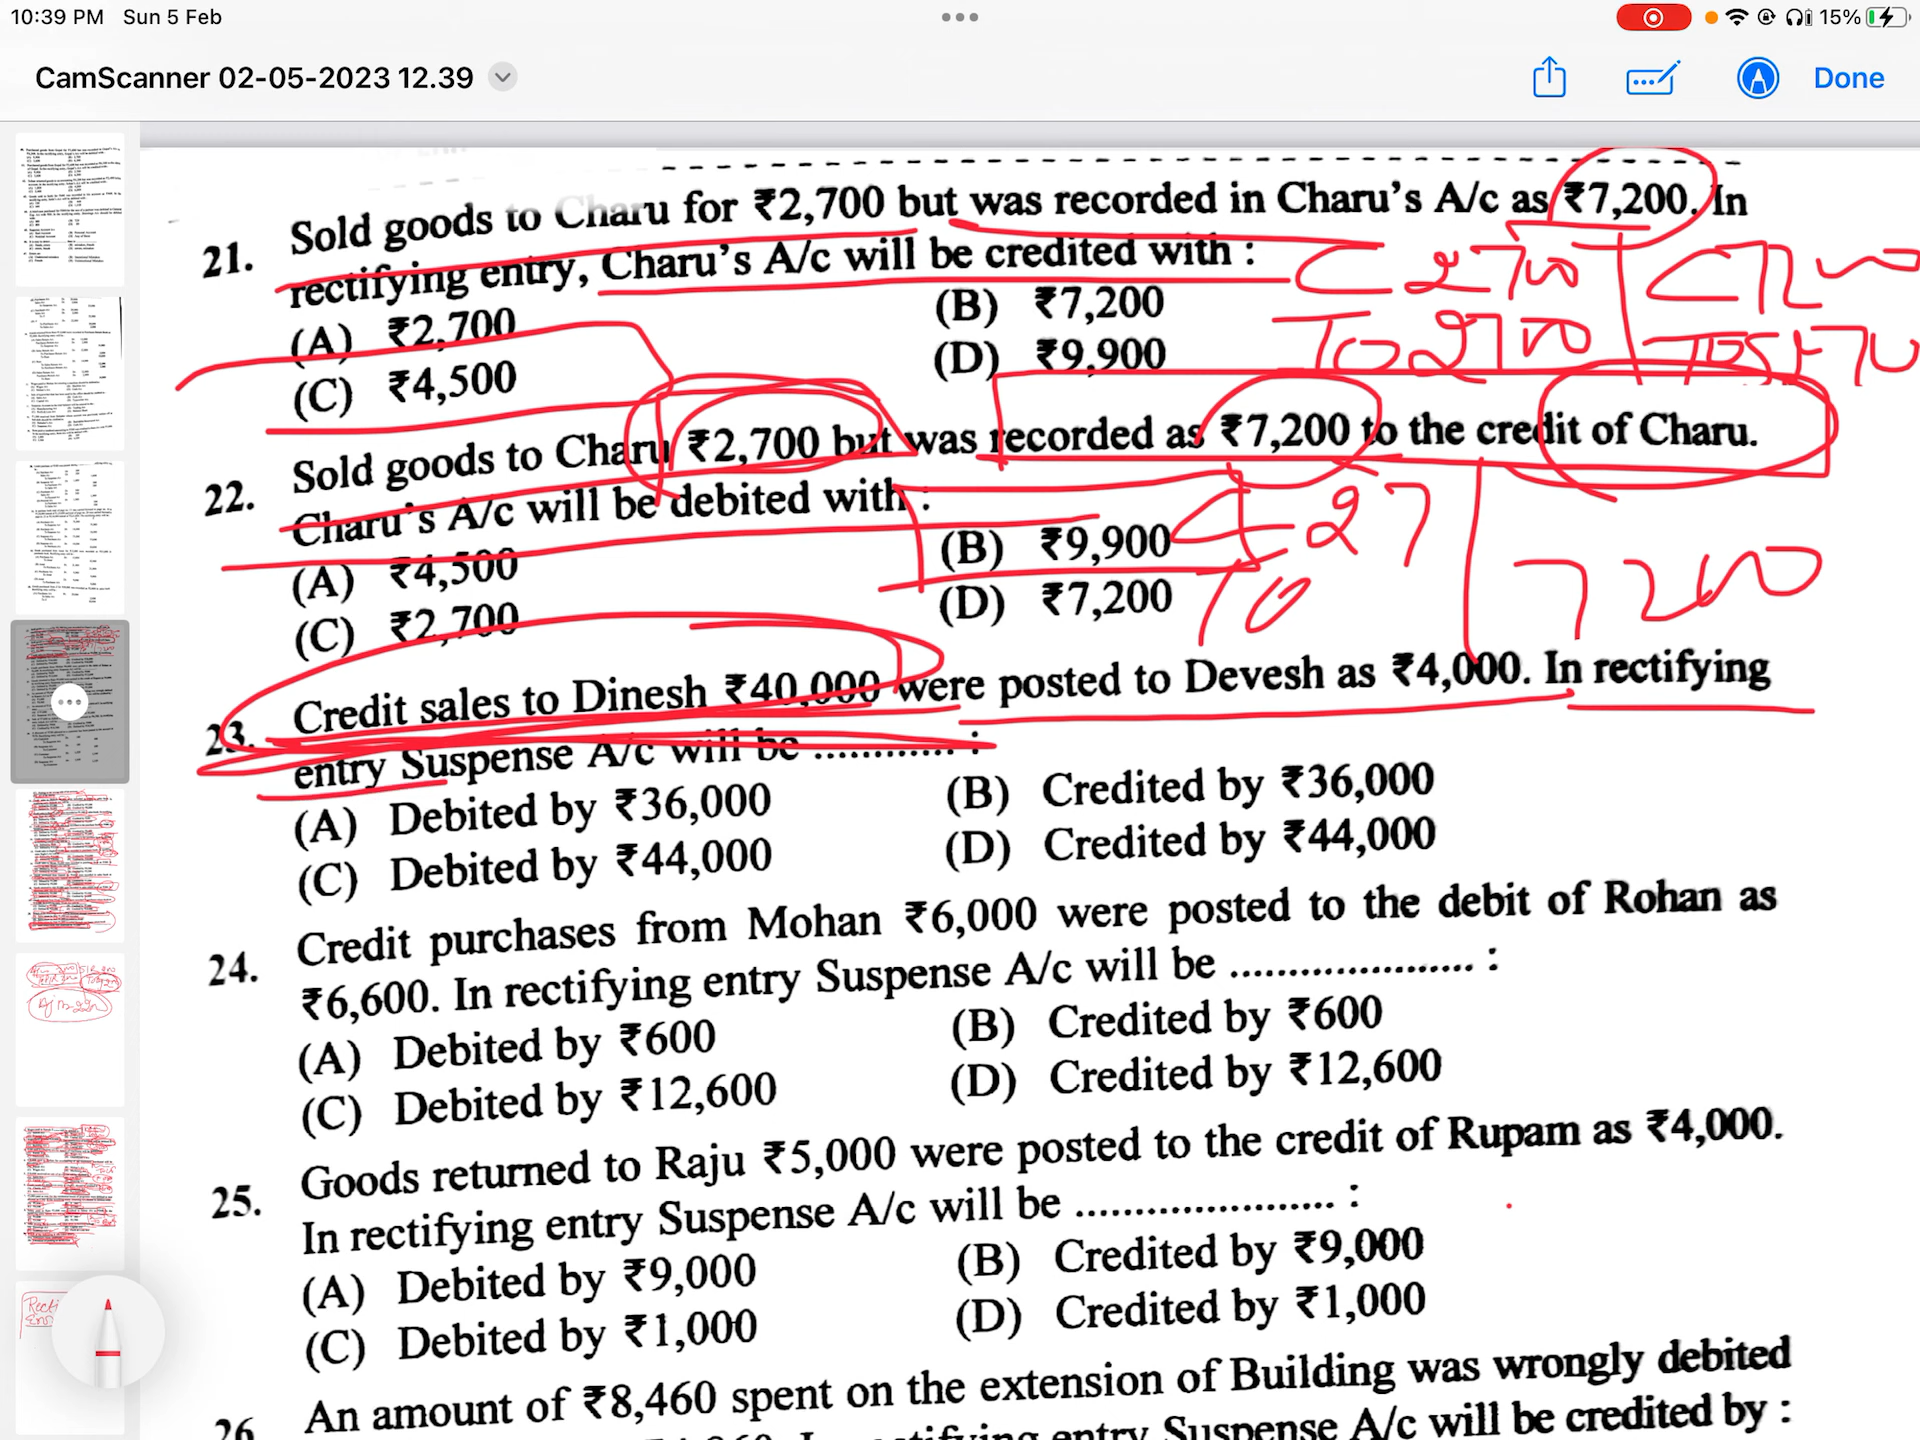 10:39 PM Sun 5 Feb
15%
CamScanner 02-05-2023 12.39
Done
21. Sold goods to Charu for ₹2,700 but was recorded in Charu's A/c as ₹7,200. In
rectifying entry, Charu's A/c will be credited with :
(A) ₹2,700 (B) ₹7,200
(C) ₹4,500 (D) ₹9,900
C 2700
To 2700
22. Sold goods to Charu ₹2,700 but was recorded as ₹7,200 to the credit of Charu.
Charu's A/c will be debited with :
(A) ₹4,500 (B) ₹9,900
(C) ₹2,700 (D) ₹7,200
27
7200
23. Credit sales to Dinesh ₹40,000 were posted to Devesh as ₹4,000. In rectifying
entry Suspense A/c will be ............ :
(A) Debited by ₹36,000 (B) Credited by ₹36,000
(C) Debited by ₹44,000 (D) Credited by ₹44,000
24. Credit purchases from Mohan ₹6,000 were posted to the debit of Rohan as
₹6,600. In rectifying entry Suspense A/c will be ...................... :
(A) Debited by ₹600 (B) Credited by ₹600
(C) Debited by ₹12,600 (D) Credited by ₹12,600
25. Goods returned to Raju ₹5,000 were posted to the credit of Rupam as ₹4,000.
In rectifying entry Suspense A/c will be ...................... :
(A) Debited by ₹9,000 (B) Credited by ₹9,000
(C) Debited by ₹1,000 (D) Credited by ₹1,000
26 An amount of ₹8,460 spent on the extension of Building was wrongly debited
entry Suspense A/c will be credited by :